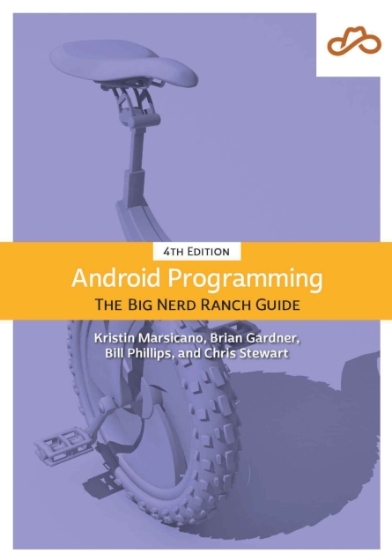 4TH EDITION
Android Programming
THE BIG NERD RANCH GUIDE
Kristin Marsicano, Brian Gardner,
Bill Phillips, and Chris Stewart